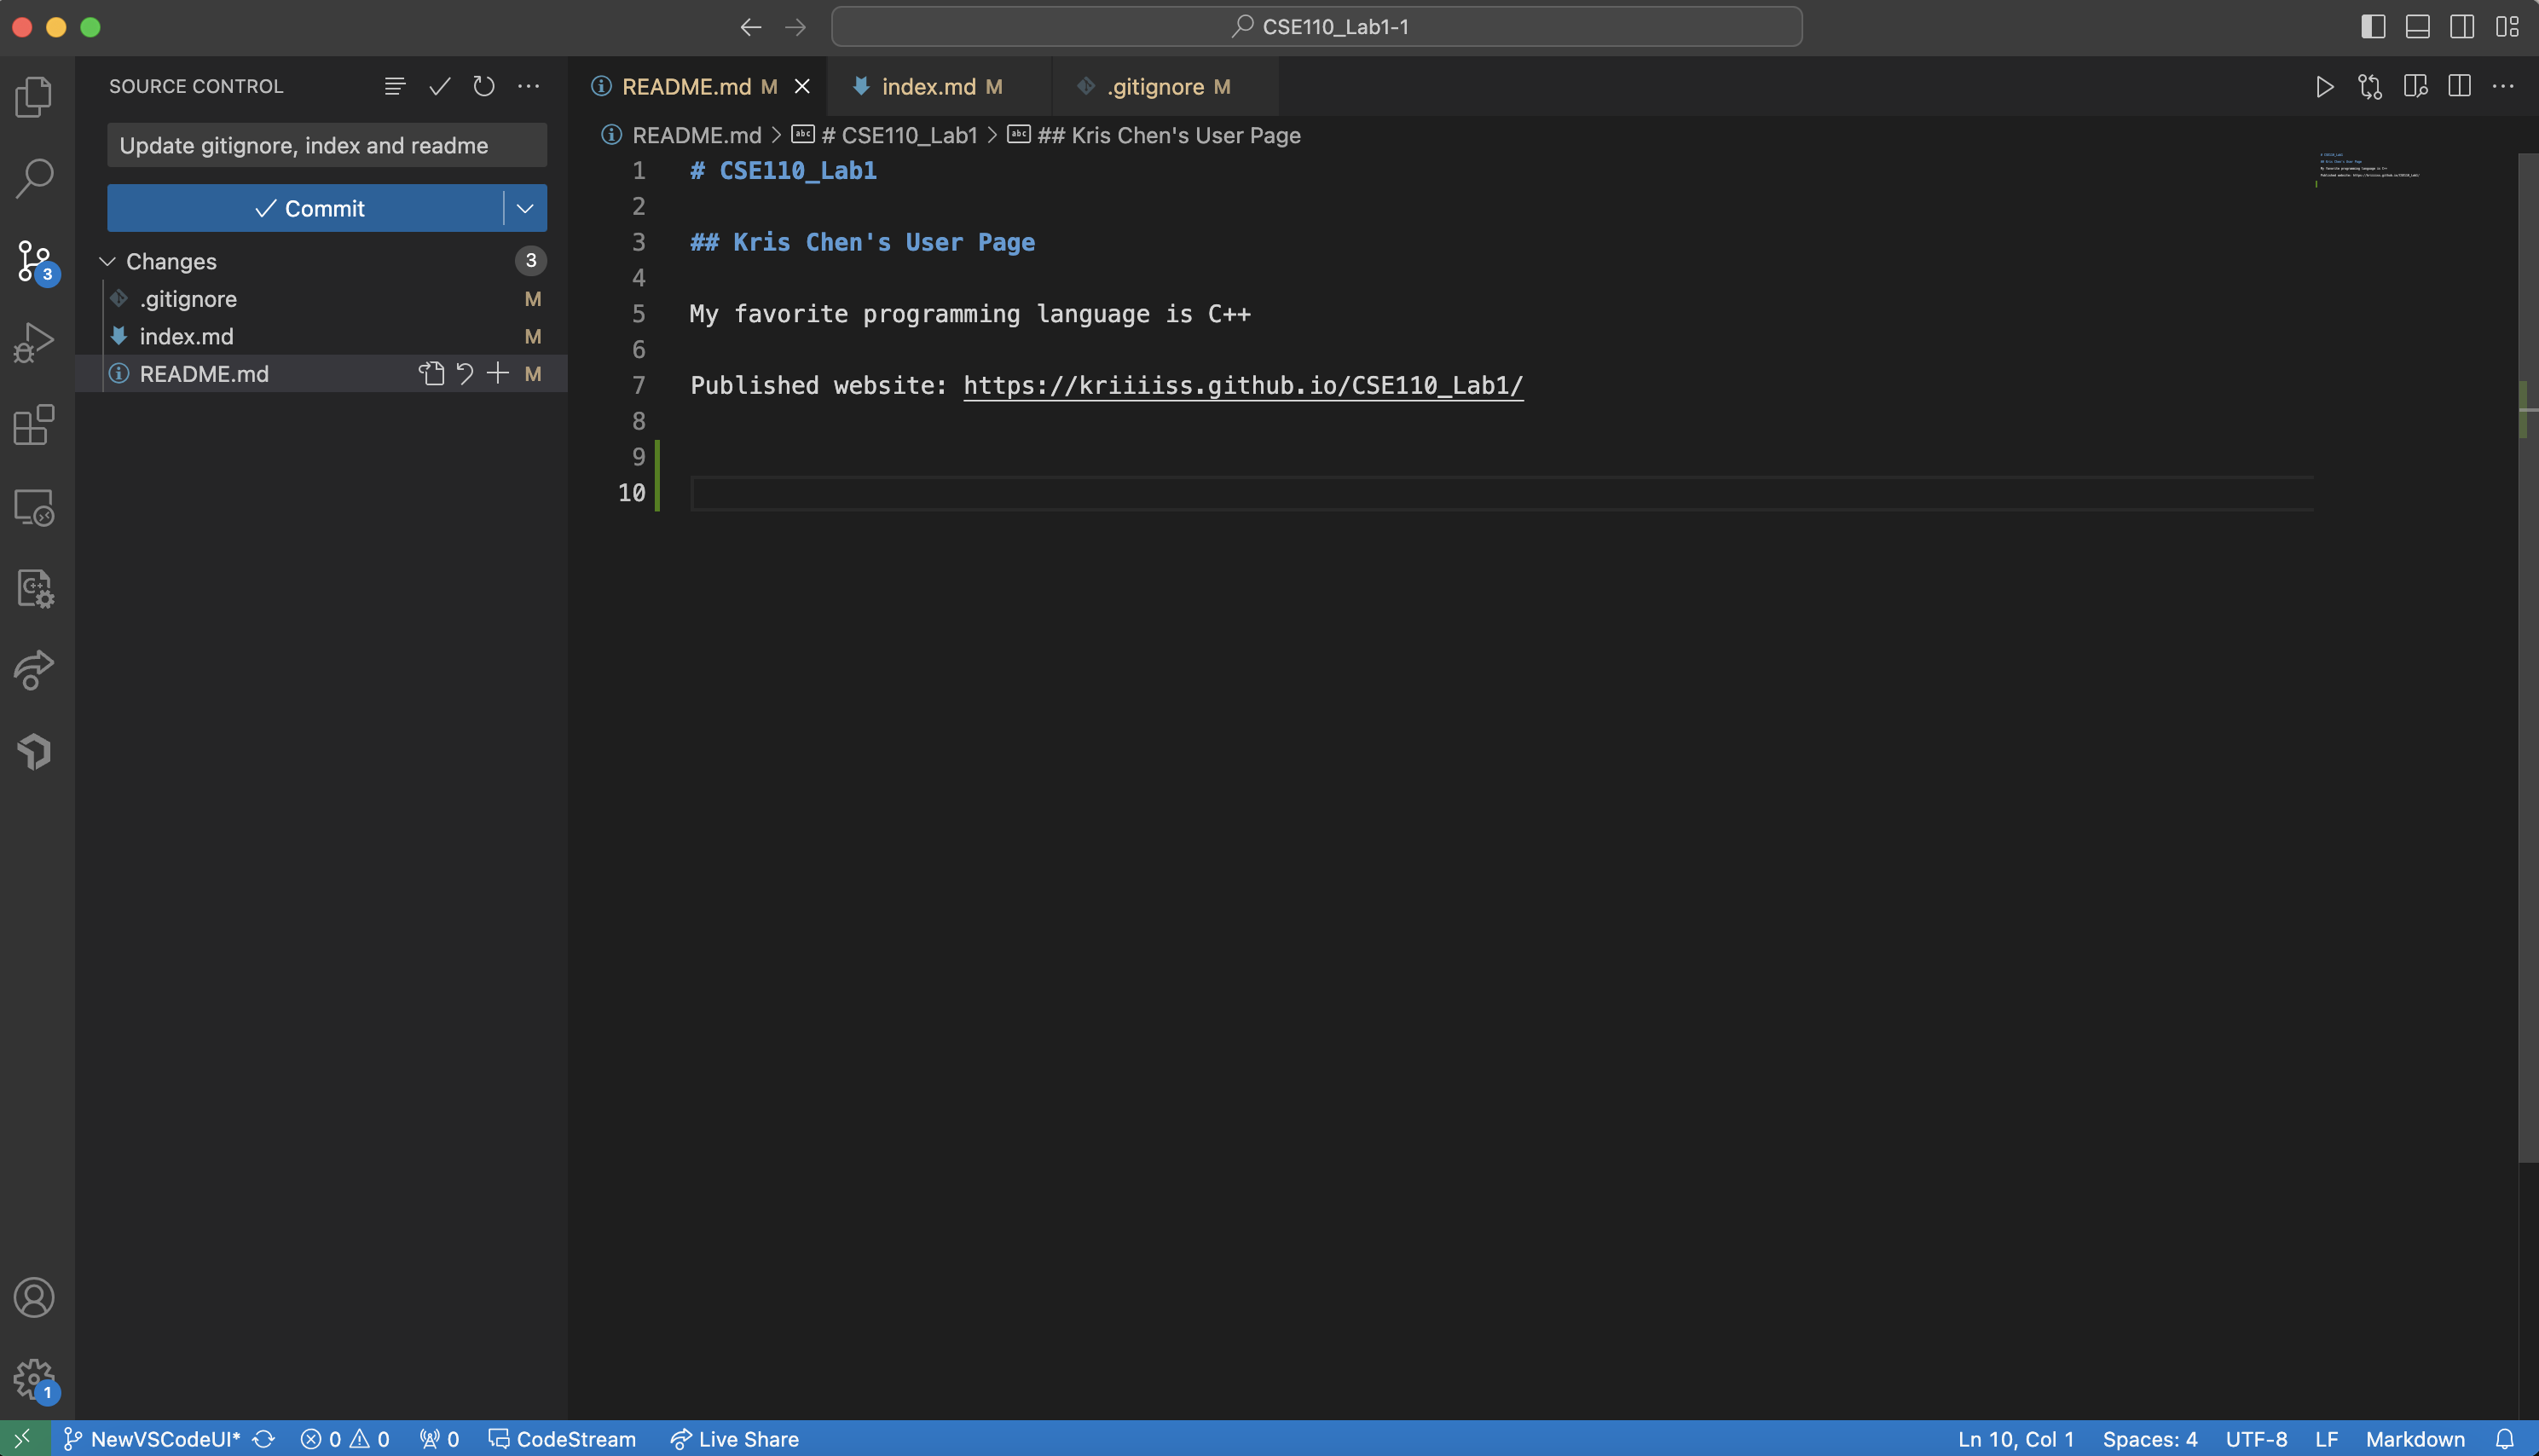 CSE110_Lab1-1
SOURCE CONTROL
Update gitignore, index and readme
Commit
Changes 3
.gitignore M
index.md M
README.md M
3
1
README.md M
index.md M
.gitignore M
README.md > # CSE110_Lab1 > ## Kris Chen's User Page
1 # CSE110_Lab1
2
3 ## Kris Chen's User Page
4
5 My favorite programming language is C++
6
7 Published website: https://kriiiiss.github.io/CSE110_Lab1/
8
9
10
NewVSCodeUI* 0 0 0 CodeStream Live Share Ln 10, Col 1 Spaces: 4 UTF-8 LF Markdown